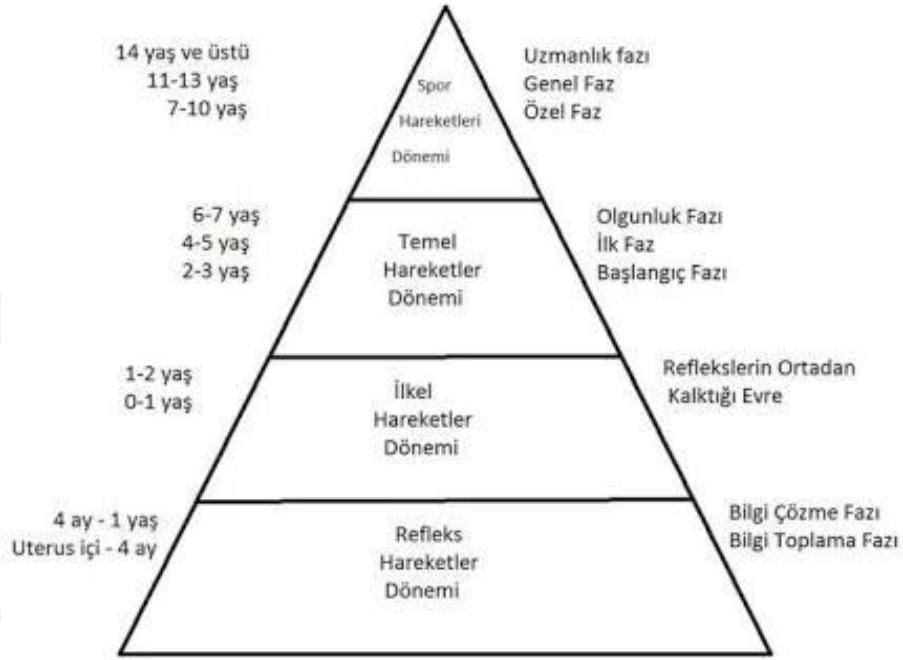 14 yaş ve üstü
11-13 yaş
7-10 yaş
Spor
Hareketleri
Dönemi
Uzmanlık fazı
Genel Faz
Özel Faz
6-7 yaş
4-5 yaş
2-3 yaş
Temel
Hareketler
Dönemi
Olgunluk Fazı
İlk Faz
Başlangıç Fazı
1-2 yaş
0-1 yaş
İlkel
Hareketler
Dönemi
Reflekslerin Ortadan
Kalktığı Evre
4 ay - 1 yaş
Uterus içi - 4 ay
Refleks
Hareketler
Dönemi
Bilgi Çözme Fazı
Bilgi Toplama Fazı